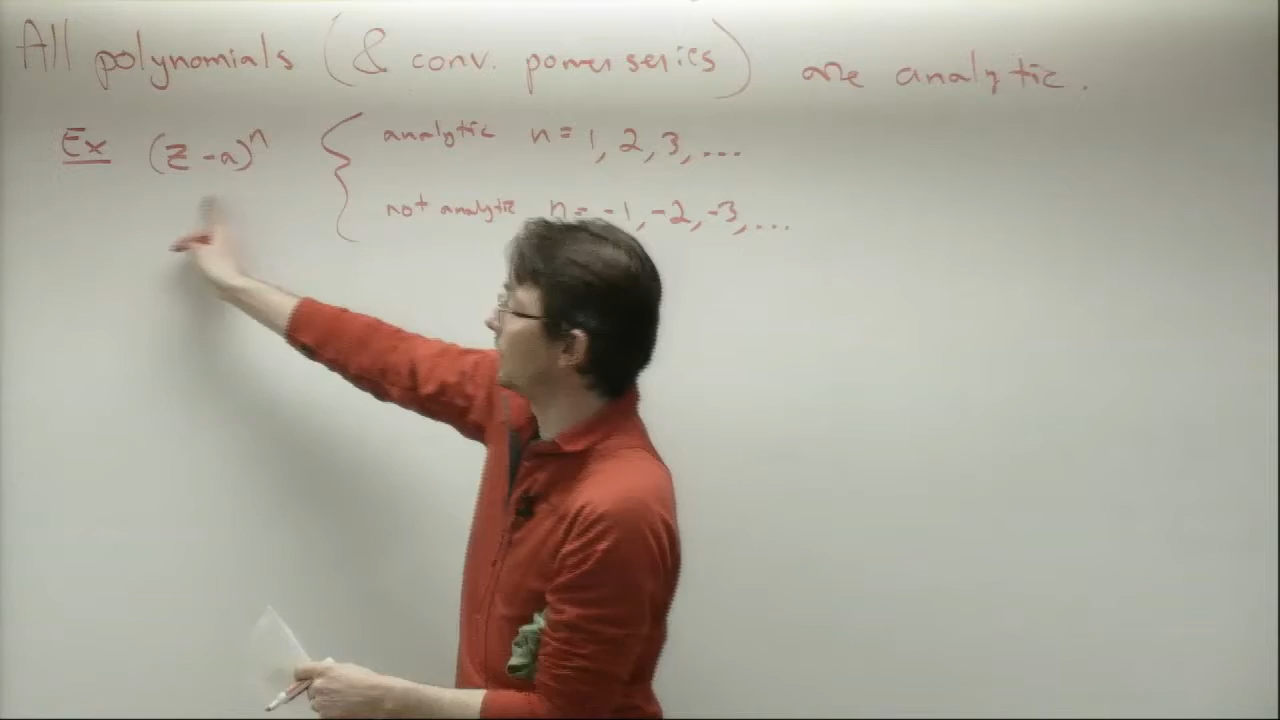 All polynomials (& conv. power series) are analytic.
Ex (z-a)^n { analytic n = 1, 2, 3, ...
not analytic n = -1, -2, -3, ...